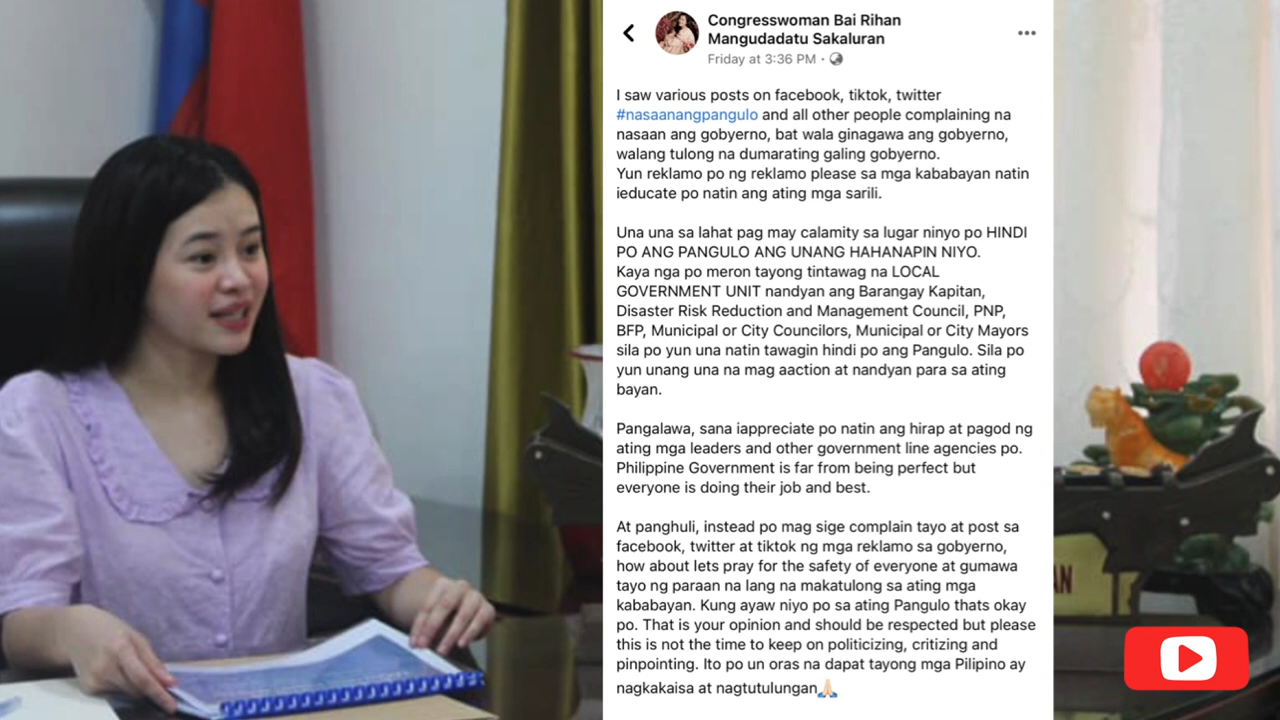 Congresswoman Bai Rihan
Mangudadatu Sakaluran
Friday at 3:36 PM ·
I saw various posts on facebook, tiktok, twitter
#nasaanangpangulo and all other people complaining na
nasaan ang gobyerno, bat wala ginagawa ang gobyerno,
walang tulong na dumarating galing gobyerno.
Yun reklamo po ng reklamo please sa mga kababayan natin
ieducate po natin ang ating mga sarili.
Una una sa lahat pag may calamity sa lugar ninyo po HINDI
PO ANG PANGULO ANG UNANG HAHANAPIN NIYO.
Kaya nga po meron tayong tintawag na LOCAL
GOVERNMENT UNIT nandyan ang Barangay Kapitan,
Disaster Risk Reduction and Management Council, PNP,
BFP, Municipal or City Councilors, Municipal or City Mayors
sila po yun una natin tawagin hindi po ang Pangulo. Sila po
yun unang una na mag aaction at nandyan para sa ating
bayan.
Pangalawa, sana iappreciate po natin ang hirap at pagod ng
ating mga leaders and other government line agencies po.
Philippine Government is far from being perfect but
everyone is doing their job and best.
At panghuli, instead po mag sige complain tayo at post sa
facebook, twitter at tiktok ng mga reklamo sa gobyerno,
how about lets pray for the safety of everyone at gumawa
tayo ng paraan na lang na makatulong sa ating mga
kababayan. Kung ayaw niyo po sa ating Pangulo thats okay
po. That is your opinion and should be respected but please
this is not the time to keep on politicizing, critizing and
pinpointing. Ito po un oras na dapat tayong mga Pilipino ay
nagkakaisa at nagtutulungan🙏🏻
AN